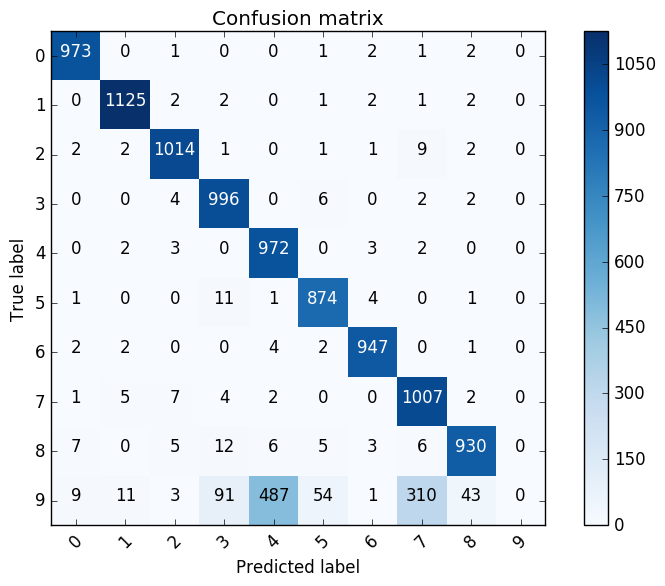 Confusion matrix
0 973 0 1 0 0 1 2 1 2 0
1 0 1125 2 2 0 1 2 1 2 0
2 2 2 1014 1 0 1 1 9 2 0
3 0 0 4 996 0 6 0 2 2 0
4 0 2 3 0 972 0 3 2 0 0
5 1 0 0 11 1 874 4 0 1 0
6 2 2 0 0 4 2 947 0 1 0
7 1 5 7 4 2 0 0 1007 2 0
8 7 0 5 12 6 5 3 6 930 0
9 9 11 3 91 487 54 1 310 43 0
0 1 2 3 4 5 6 7 8 9
True label
Predicted label
1050
900
750
600
450
300
150
0